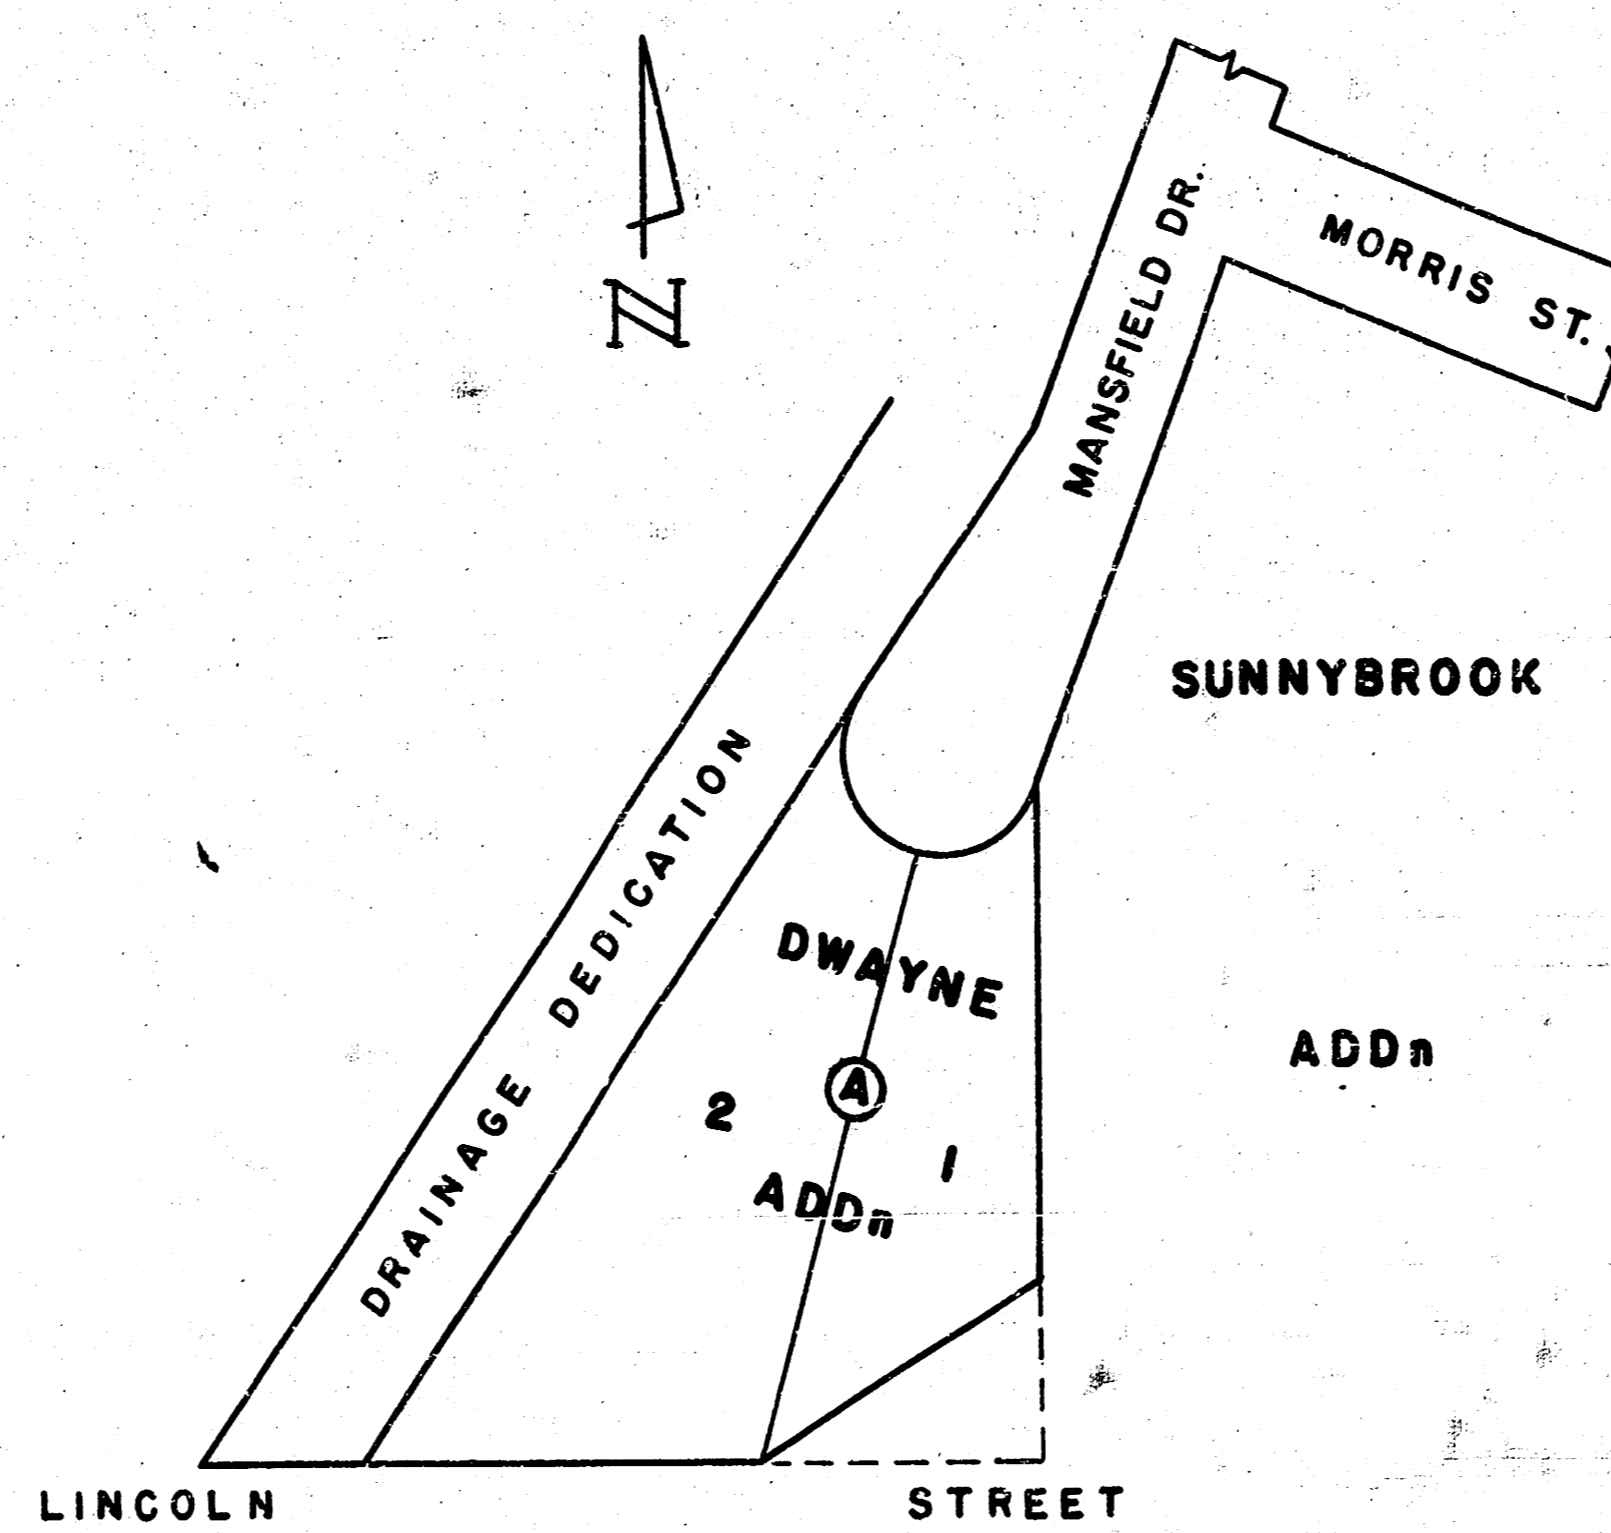 N
MORRIS ST.
MANSFIELD DR.
SUNNYBROOK
ADDn
DRAINAGE DEDICATION
DWAYNE
A
2
1
ADDn
LINCOLN STREET